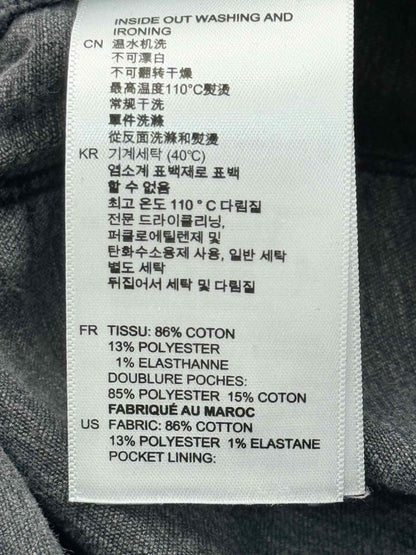 INSIDE OUT WASHING AND
IRONING
CN 温水机洗
不可漂白
不可翻转干燥
最高温度110°C熨烫
常规干洗
單件洗滌
從反面洗滌和熨燙
KR 기계세탁 (40℃)
염소계 표백제로 표백
할 수 없음
최고 온도 110 ° C 다림질
전문 드라이클리닝,
퍼클로에틸렌제 및
탄화수소용제 사용, 일반 세탁
별도 세탁
뒤집어서 세탁 및 다림질
FR TISSU: 86% COTON
13% POLYESTER
1% ELASTHANNE
DOUBLURE POCHES:
85% POLYESTER 15% COTON
FABRIQUÉ AU MAROC
US FABRIC: 86% COTTON
13% POLYESTER 1% ELASTANE
POCKET LINING: